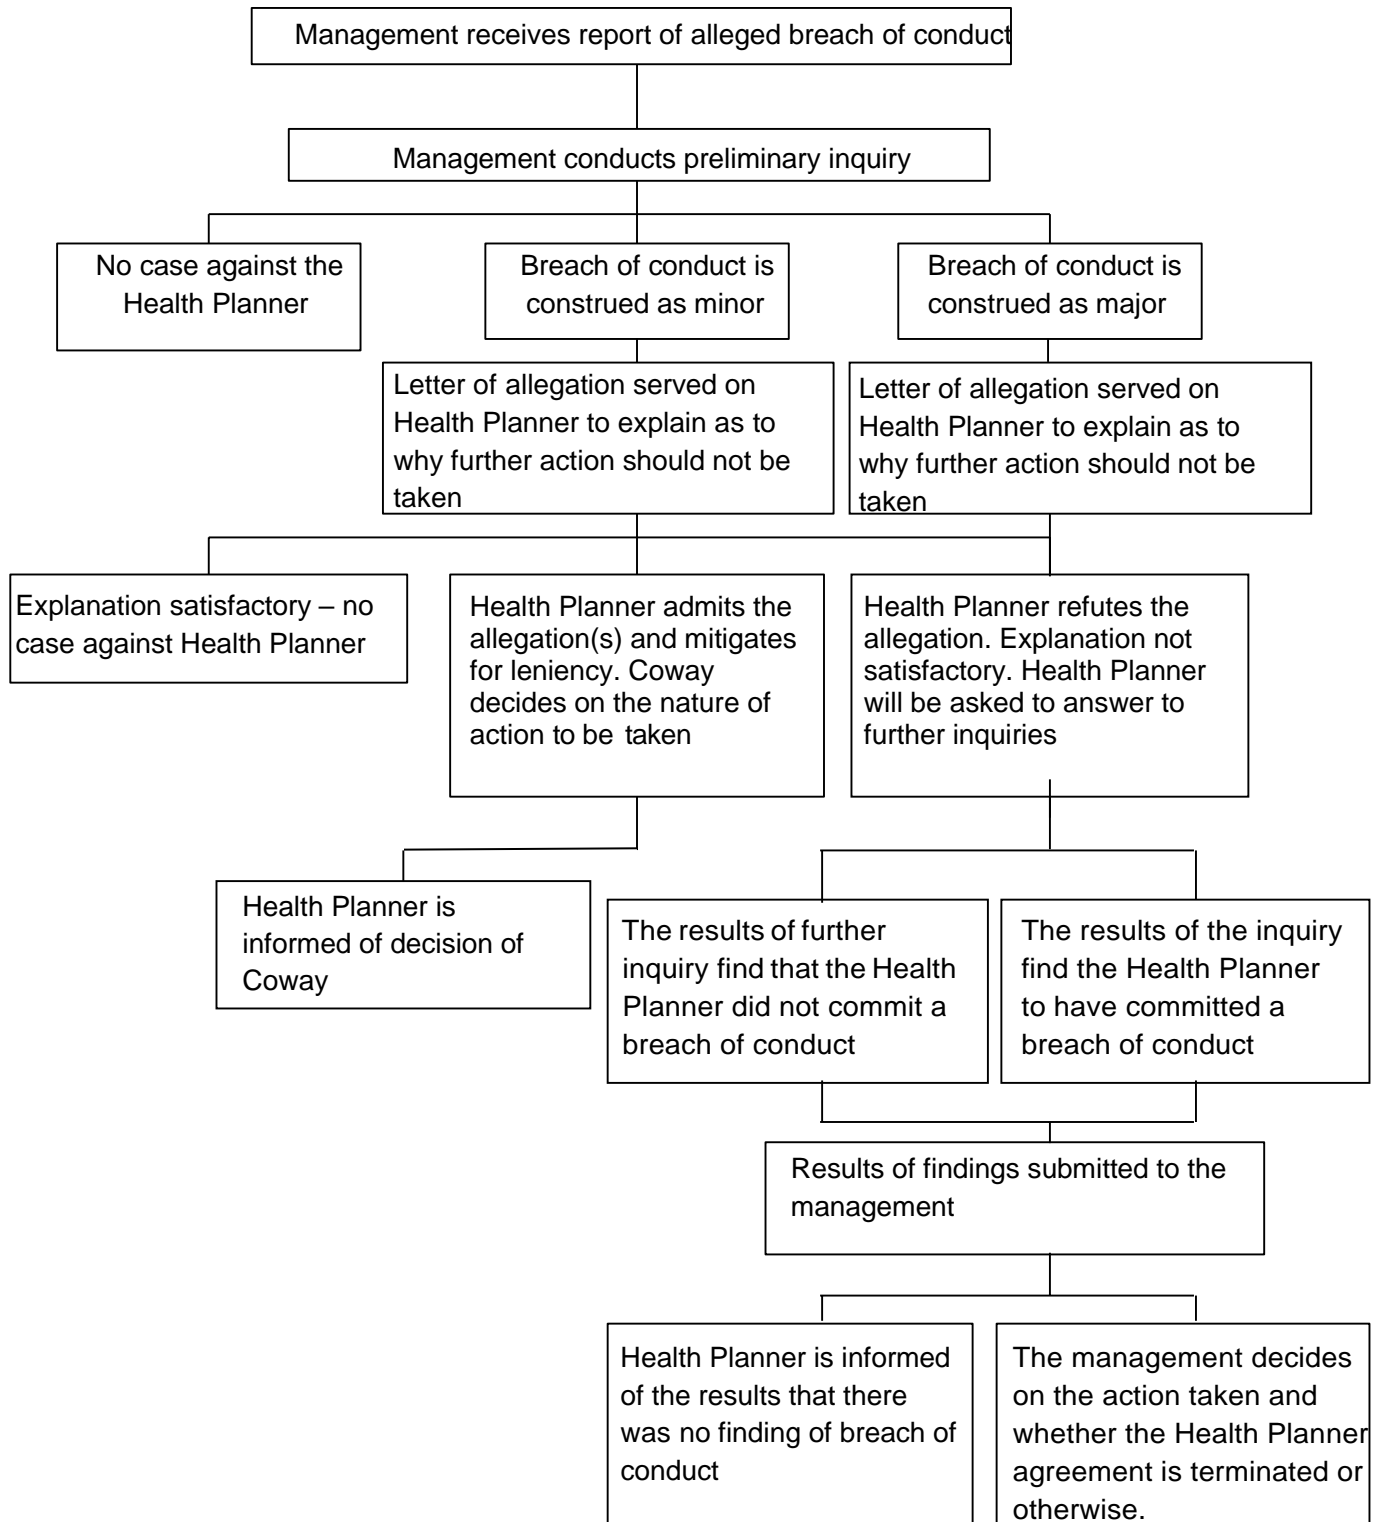 Management receives report of alleged breach of conduct
Management conducts preliminary inquiry
No case against the
Health Planner
Breach of conduct is
construed as minor
Breach of conduct is
construed as major
Letter of allegation served on
Health Planner to explain as to
why further action should not be
taken
Letter of allegation served on
Health Planner to explain as to
why further action should not be
taken
Explanation satisfactory – no
case against Health Planner
Health Planner admits the
allegation(s) and mitigates
for leniency. Coway
decides on the nature of
action to be taken
Health Planner refutes the
allegation. Explanation not
satisfactory. Health Planner
will be asked to answer to
further inquiries
Health Planner is
informed of decision of
Coway
The results of further
inquiry find that the Health
Planner did not commit a
breach of conduct
The results of the inquiry
find the Health Planner
to have committed a
breach of conduct
Results of findings submitted to the
management
Health Planner is informed
of the results that there
was no finding of breach of
conduct
The management decides
on the action taken and
whether the Health Planner
agreement is terminated or
otherwise.